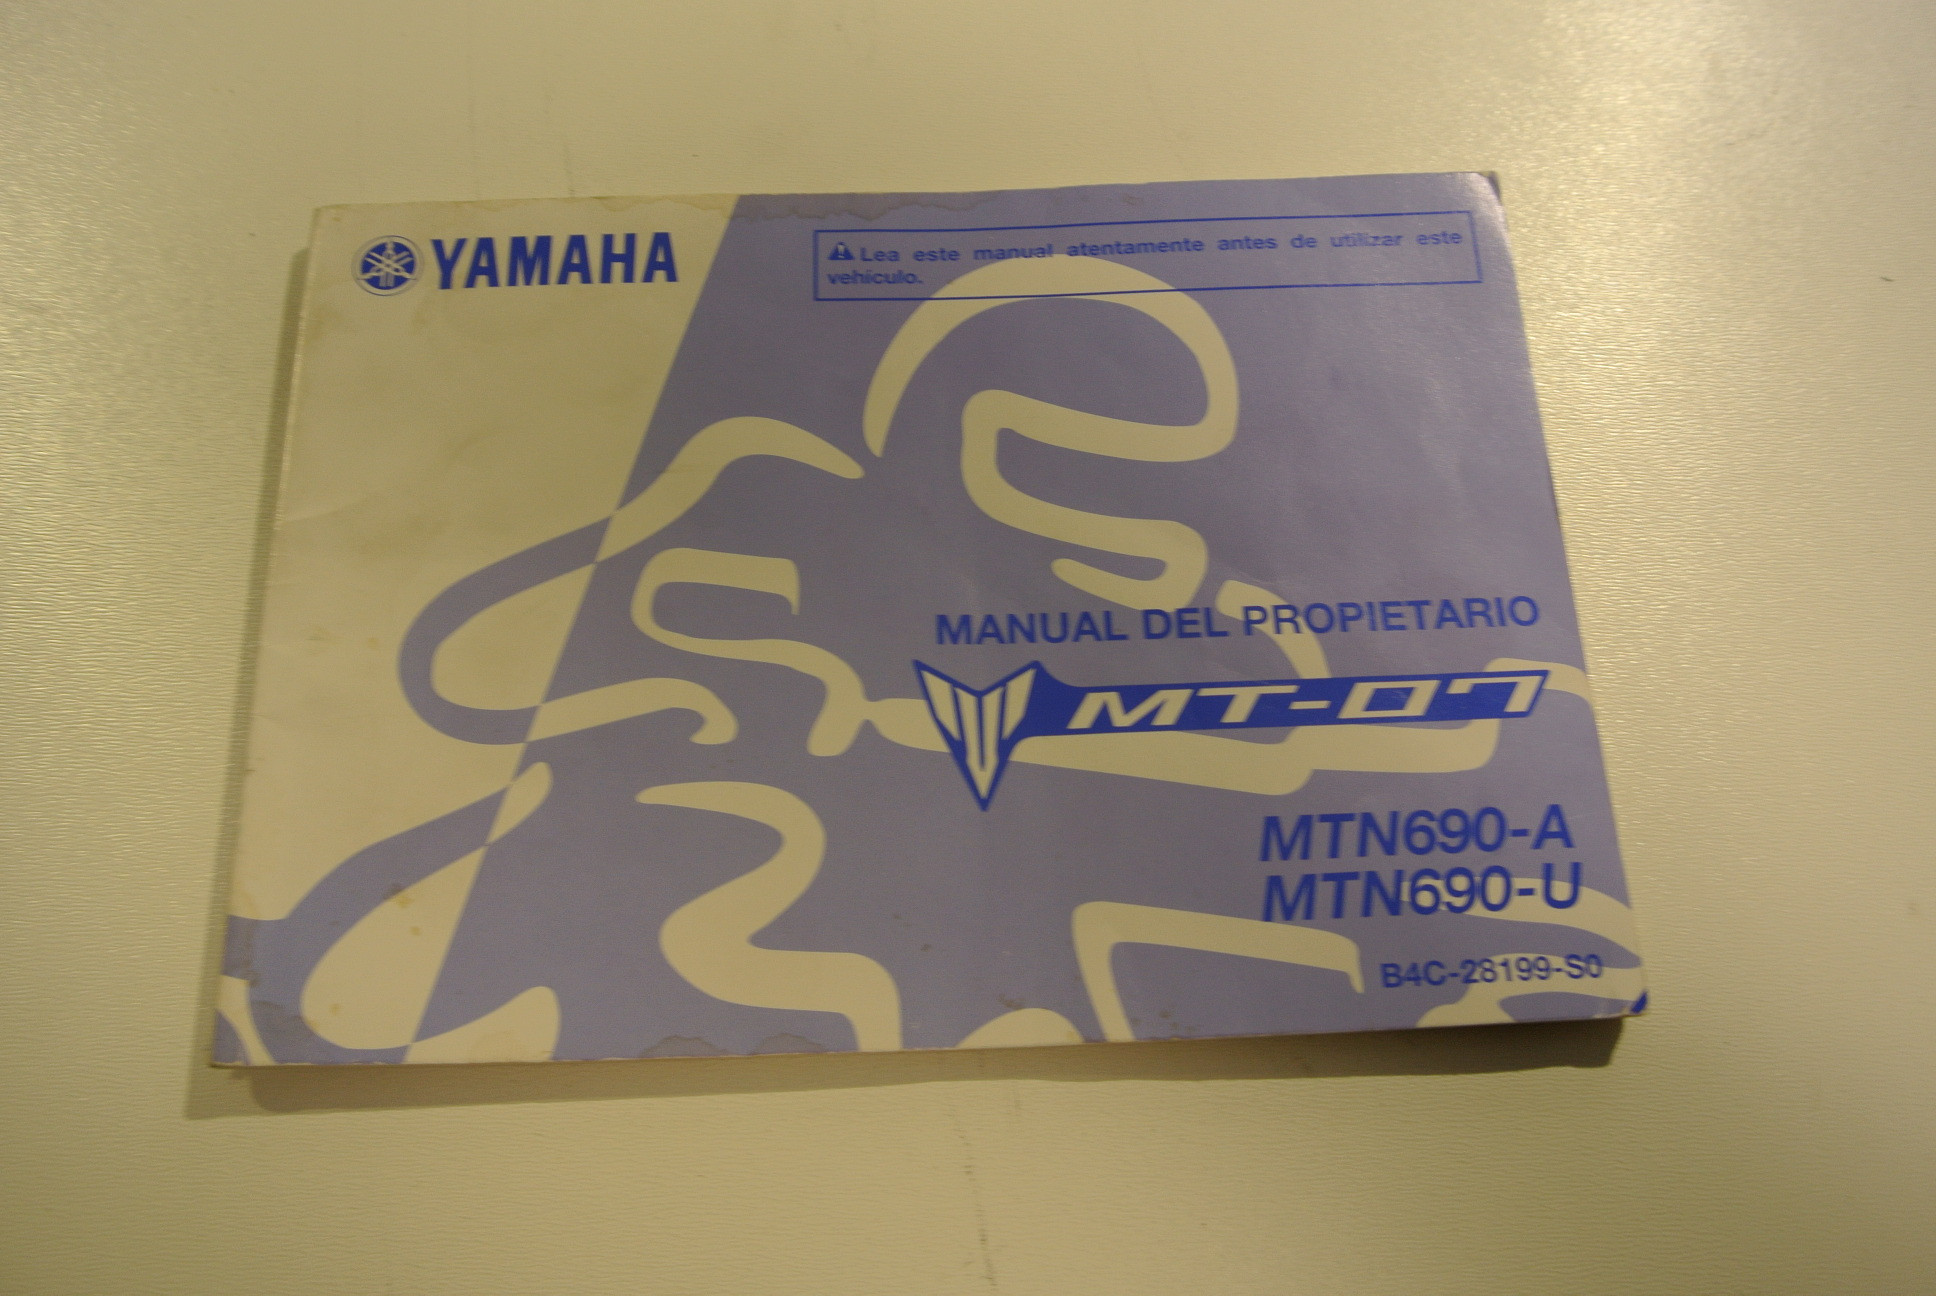 YAMAHA
Lea este manual atentamente antes de utilizar este
vehículo.
MANUAL DEL PROPIETARIO
MT-07
MTN690-A
MTN690-U
B4C-28199-S0